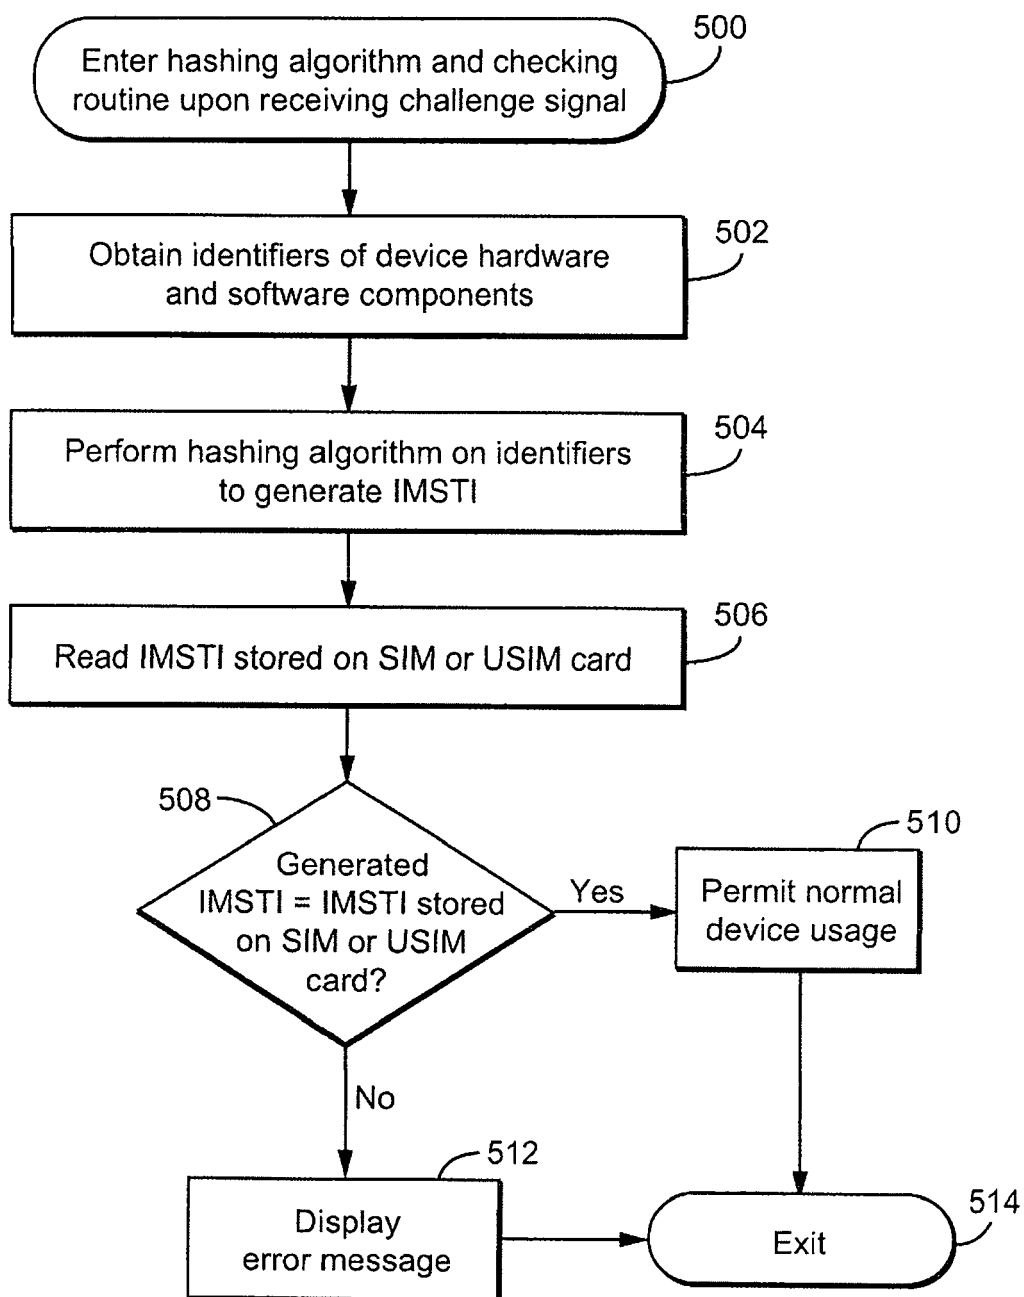 500
Enter hashing algorithm and checking
routine upon receiving challenge signal
502
Obtain identifiers of device hardware
and software components
504
Perform hashing algorithm on identifiers
to generate IMSTI
506
Read IMSTI stored on SIM or USIM card
508
Generated
IMSTI = IMSTI stored
on SIM or USIM
card?
Yes
510
Permit normal
device usage
No
512
Display
error message
514
Exit